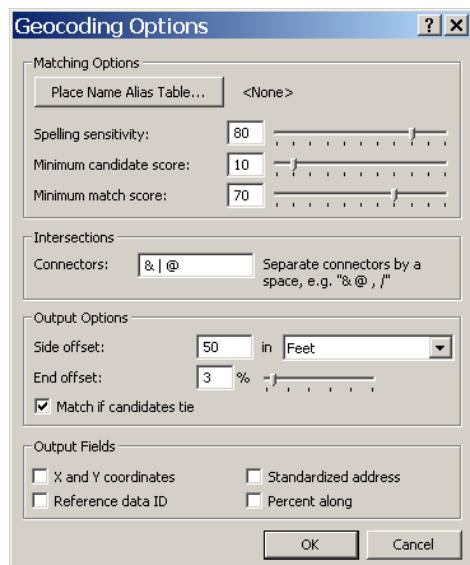 Geocoding Options
? X
Matching Options
Place Name Alias Table... <None>
Spelling sensitivity: 80
Minimum candidate score: 10
Minimum match score: 70
Intersections
Connectors: & | @ Separate connectors by a
space, e.g. "& @ , /"
Output Options
Side offset: 50 in Feet
End offset: 3 %
Match if candidates tie
Output Fields
X and Y coordinates Standardized address
Reference data ID Percent along
OK Cancel